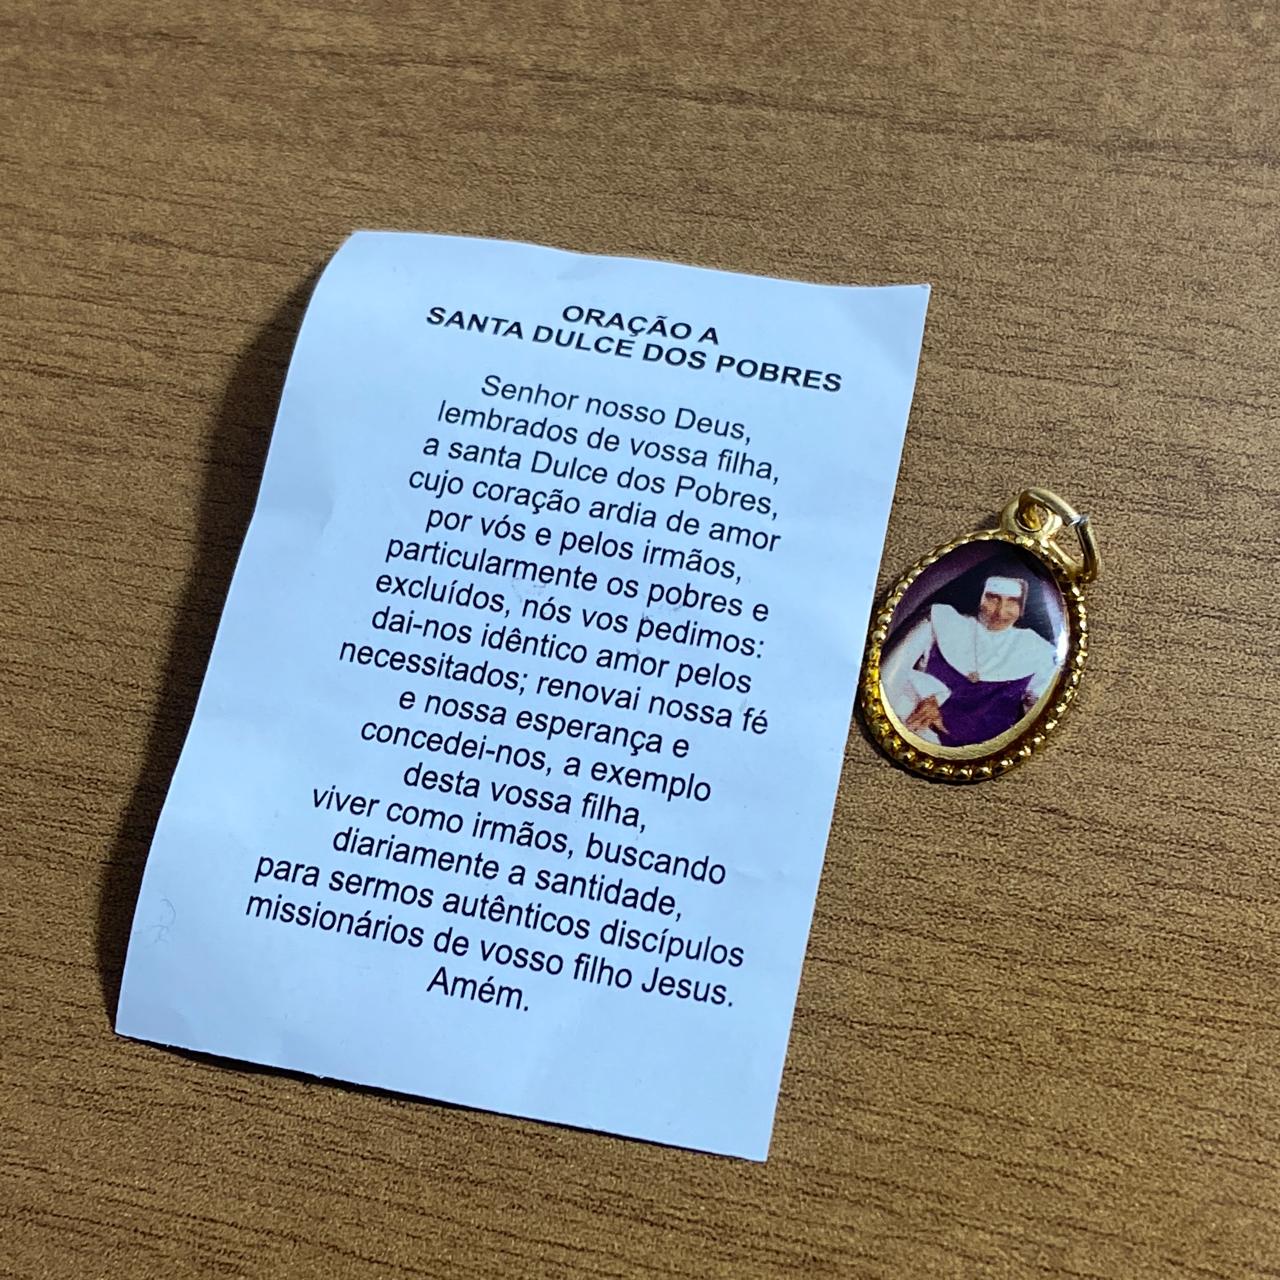 ORAÇÃO A
SANTA DULCE DOS POBRES
Senhor nosso Deus,
lembrados de vossa filha,
a santa Dulce dos Pobres,
cujo coração ardia de amor
por vós e pelos irmãos,
particularmente os pobres e
excluídos, nós vos pedimos:
dai-nos idêntico amor pelos
necessitados; renovai nossa fé
e nossa esperança e
concedei-nos, a exemplo
desta vossa filha,
viver como irmãos, buscando
diariamente a santidade,
para sermos autênticos discípulos
missionários de vosso filho Jesus.
Amém.